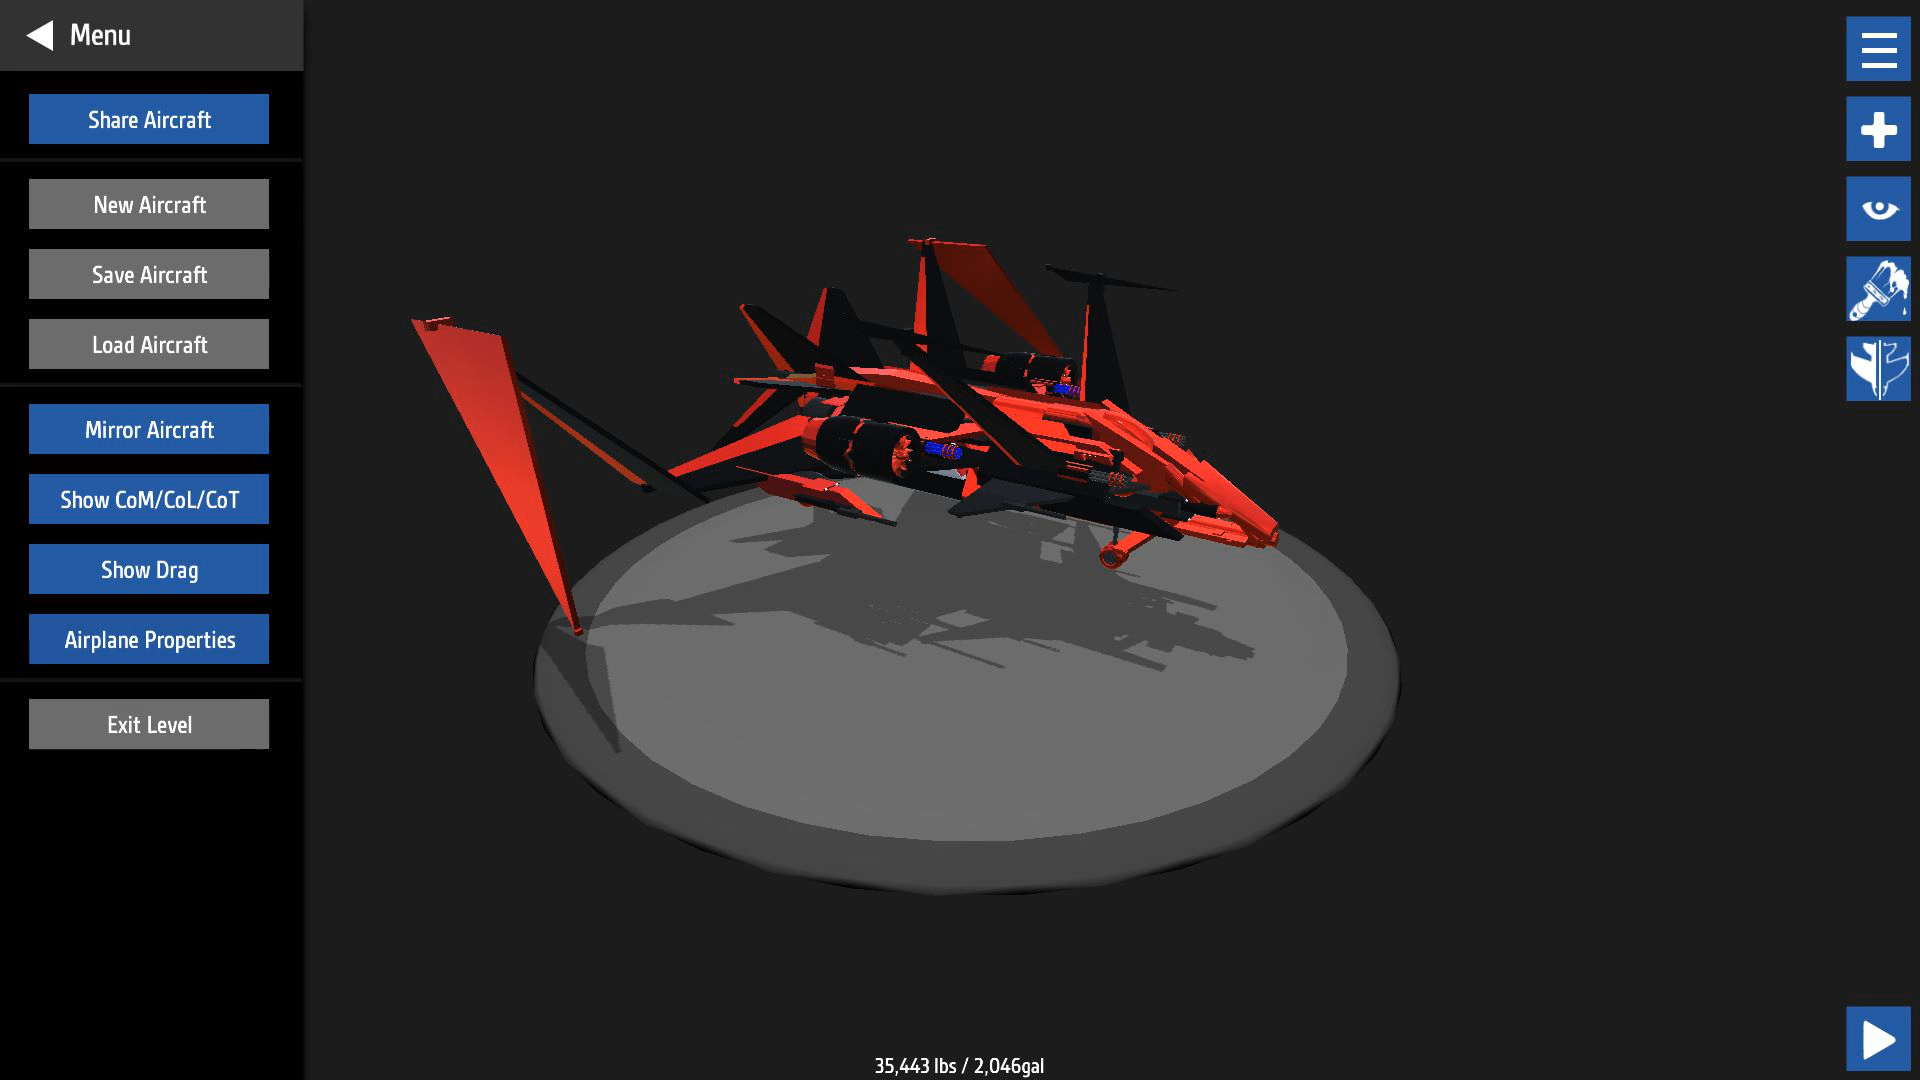 Menu
Share Aircraft
New Aircraft
Save Aircraft
Load Aircraft
Mirror Aircraft
Show CoM/CoL/CoT
Show Drag
Airplane Properties
Exit Level
35,443 lbs / 2,046gal